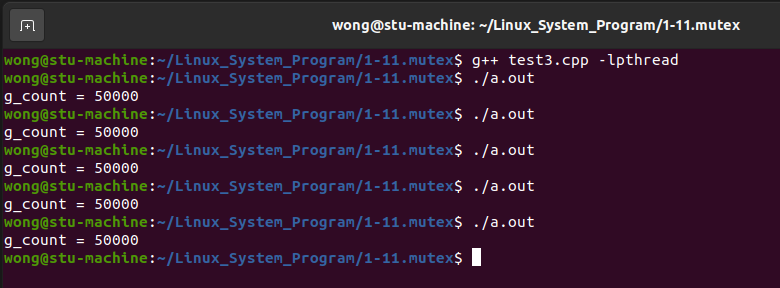 wong@stu-machine: ~/Linux_System_Program/1-11.mutex
wong@stu-machine:~/Linux_System_Program/1-11.mutex$ g++ test3.cpp -lpthread
wong@stu-machine:~/Linux_System_Program/1-11.mutex$ ./a.out
g_count = 50000
wong@stu-machine:~/Linux_System_Program/1-11.mutex$ ./a.out
g_count = 50000
wong@stu-machine:~/Linux_System_Program/1-11.mutex$ ./a.out
g_count = 50000
wong@stu-machine:~/Linux_System_Program/1-11.mutex$ ./a.out
g_count = 50000
wong@stu-machine:~/Linux_System_Program/1-11.mutex$ ./a.out
g_count = 50000
wong@stu-machine:~/Linux_System_Program/1-11.mutex$